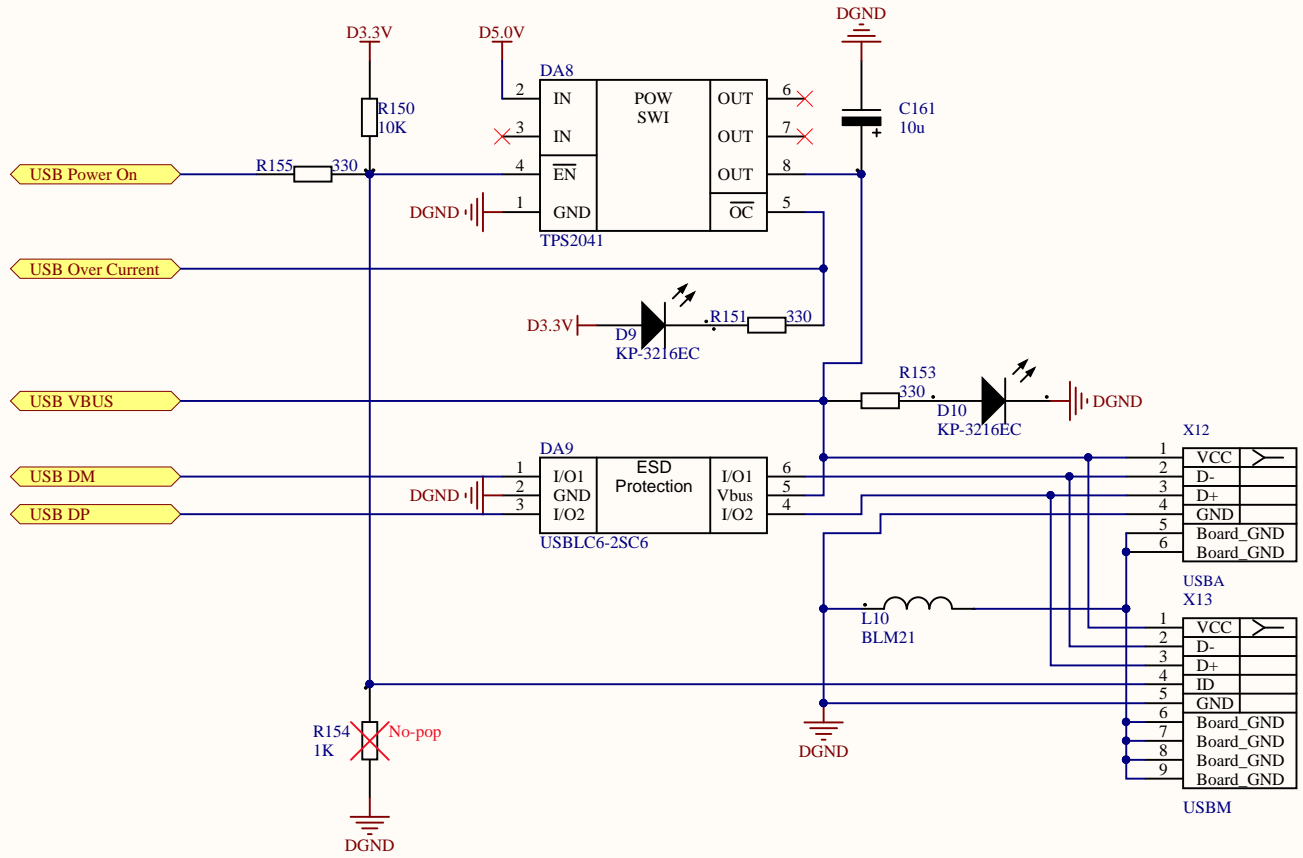 D3.3V
D5.0V
DGND
DA8
R150
10K
2 IN POW SWI OUT 6
3 IN OUT 7
C161
10u
+
USB Power On
R155 330
4 EN OUT 8
DGND 1 GND OC 5
TPS2041
USB Over Current
D3.3V
D9
KP-3216EC
R151 330
USB VBUS
R153
330
D10
KP-3216EC
DGND
DA9
USB DM
USB DP
DGND
1 I/O1 ESD I/O1 6
2 GND Protection Vbus 5
3 I/O2 I/O2 4
USBLC6-2SC6
X12
1 VCC
2 D-
3 D+
4 GND
5 Board_GND
6 Board_GND
USBA
L10
BLM21
X13
1 VCC
2 D-
3 D+
4 ID
5 GND
6 Board_GND
7 Board_GND
8 Board_GND
9 Board_GND
USBM
DGND
R154
1K
No-pop
DGND